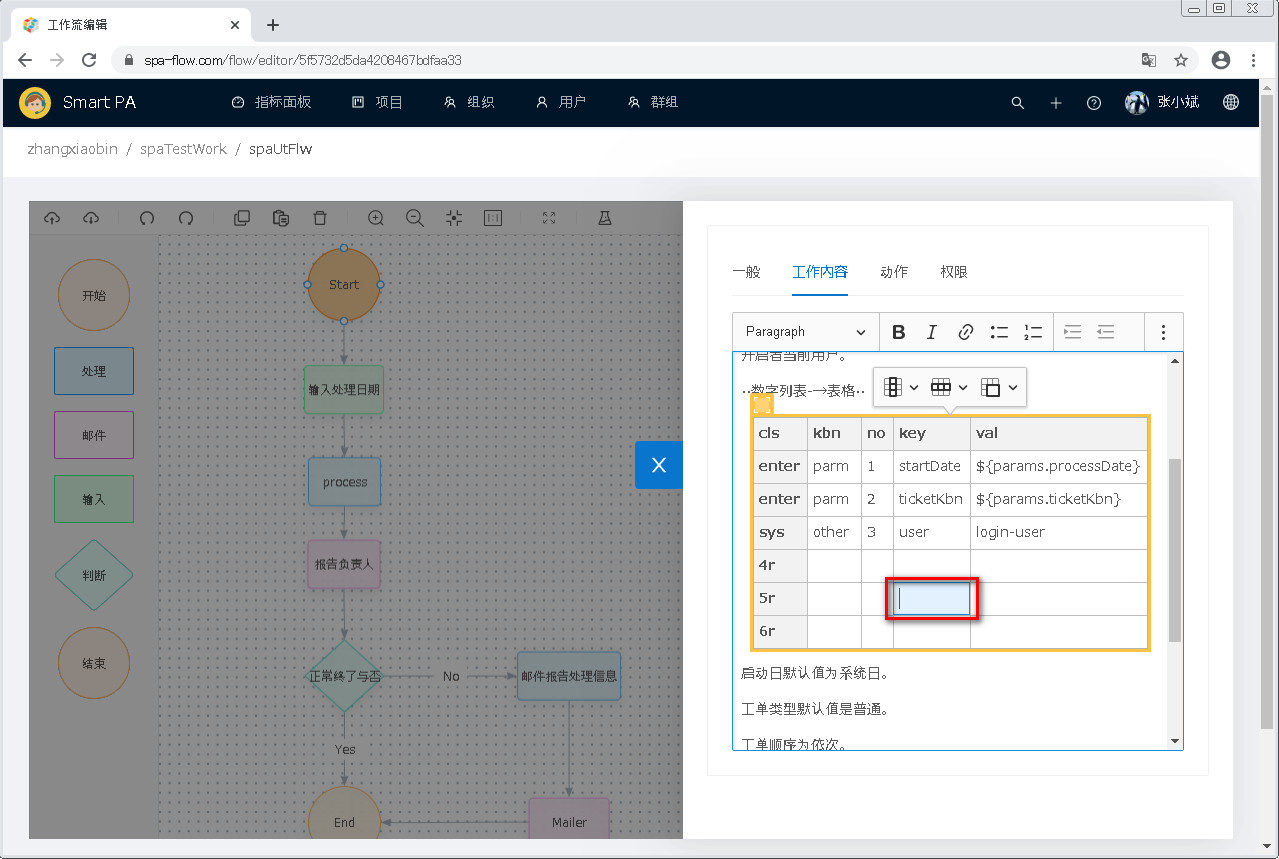 工作流编辑
spa-flow.com/flow/editor/5f5732d5da4208467bdfaa33
Smart PA
指标面板
项目
组织
用户
群组
张小斌
zhangxiaobin / spaTestWork / spaUtFlw
开始
处理
邮件
输入
判断
结束
Start
输入处理日期
process
报告负责人
正常终了与否
No
邮件报告处理信息
Yes
End
Mailer
X
一般
工作内容
动作
权限
Paragraph
开启者当前用户。
··数字列表-→表格··
cls kbn no key val
enter parm 1 startDate ${params.processDate}
enter parm 2 ticketKbn ${params.ticketKbn}
sys other 3 user login-user
4r
5r
6r
启动日默认值为系统日。
工单类型默认值是普通。
工单顺序为依次。